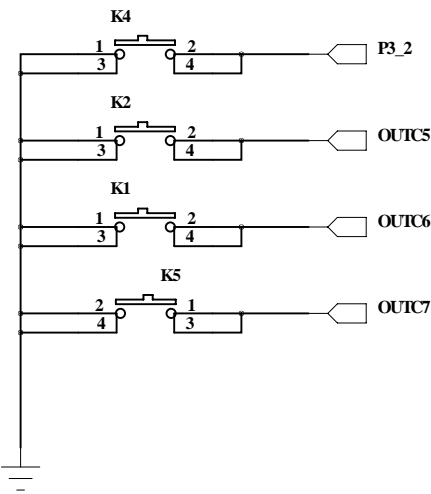 K4
1 2 P3_2
3 4
K2
1 2 OUTC5
3 4
K1
1 2 OUTC6
3 4
K5
2 1 OUTC7
4 3